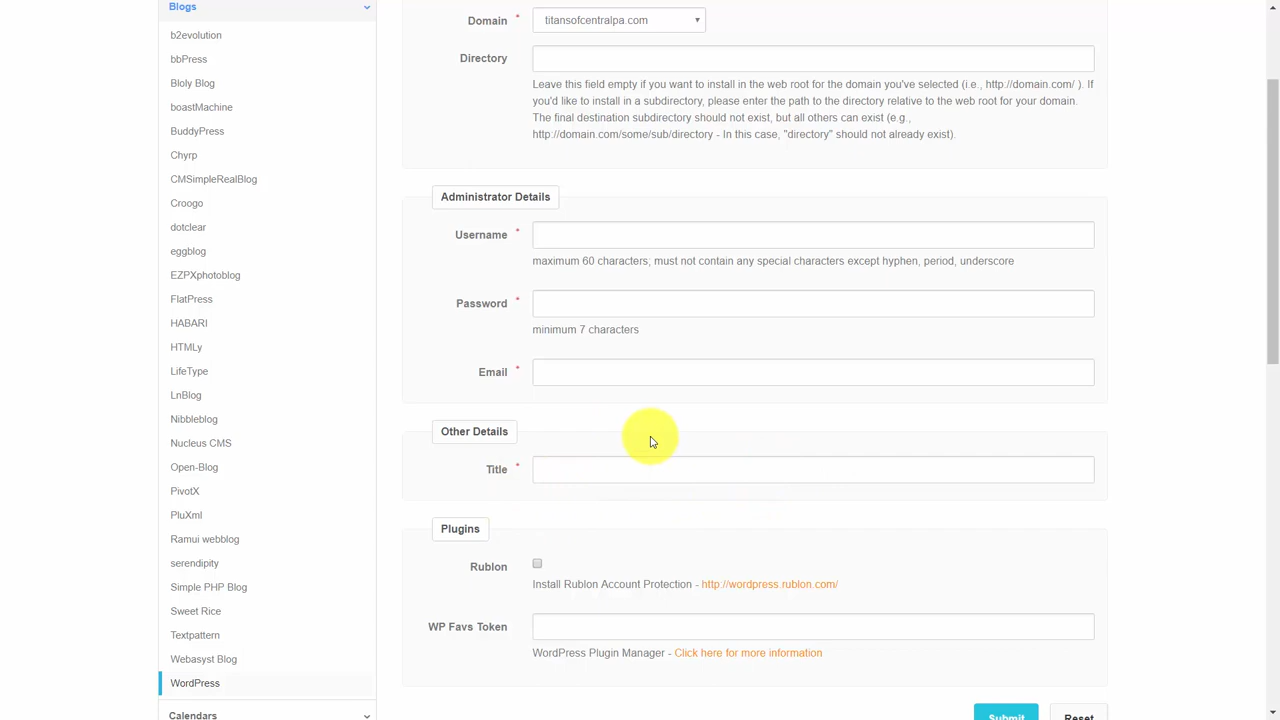 Blogs
b2evolution
bbPress
Bloly Blog
boastMachine
BuddyPress
Chyrp
CMSimpleRealBlog
Croogo
dotclear
eggblog
EZPXphotoblog
FlatPress
HABARI
HTMLy
LifeType
LnBlog
Nibbleblog
Nucleus CMS
Open-Blog
PivotX
PluXml
Ramui webblog
serendipity
Simple PHP Blog
Sweet Rice
Textpattern
Webasyst Blog
WordPress
Calendars
Domain * titansofcentralpa.com
Directory
Leave this field empty if you want to install in the web root for the domain you've selected (i.e., http://domain.com/ ). If
you'd like to install in a subdirectory, please enter the path to the directory relative to the web root for your domain.
The final destination subdirectory should not exist, but all others can exist (e.g.,
http://domain.com/some/sub/directory - In this case, "directory" should not already exist).
Administrator Details
Username *
maximum 60 characters; must not contain any special characters except hyphen, period, underscore
Password *
minimum 7 characters
Email *
Other Details
Title *
Plugins
Rublon
Install Rublon Account Protection - http://wordpress.rublon.com/
WP Favs Token
WordPress Plugin Manager - Click here for more information
Submit Reset